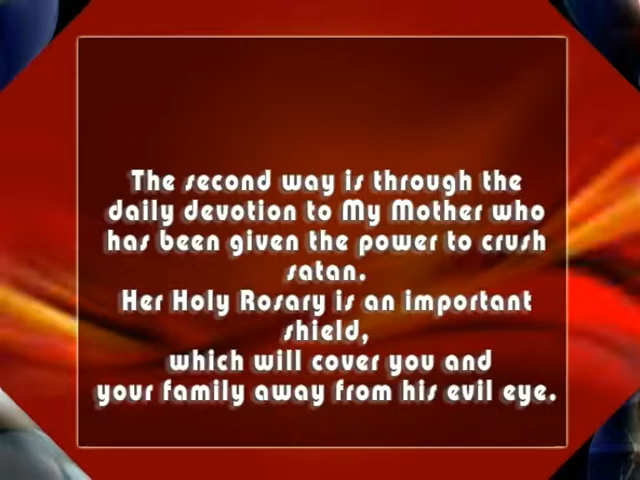 The second way is through the
daily devotion to My Mother who
has been given the power to crush
satan.
Her Holy Rosary is an important
shield,
which will cover you and
your family away from his evil eye.